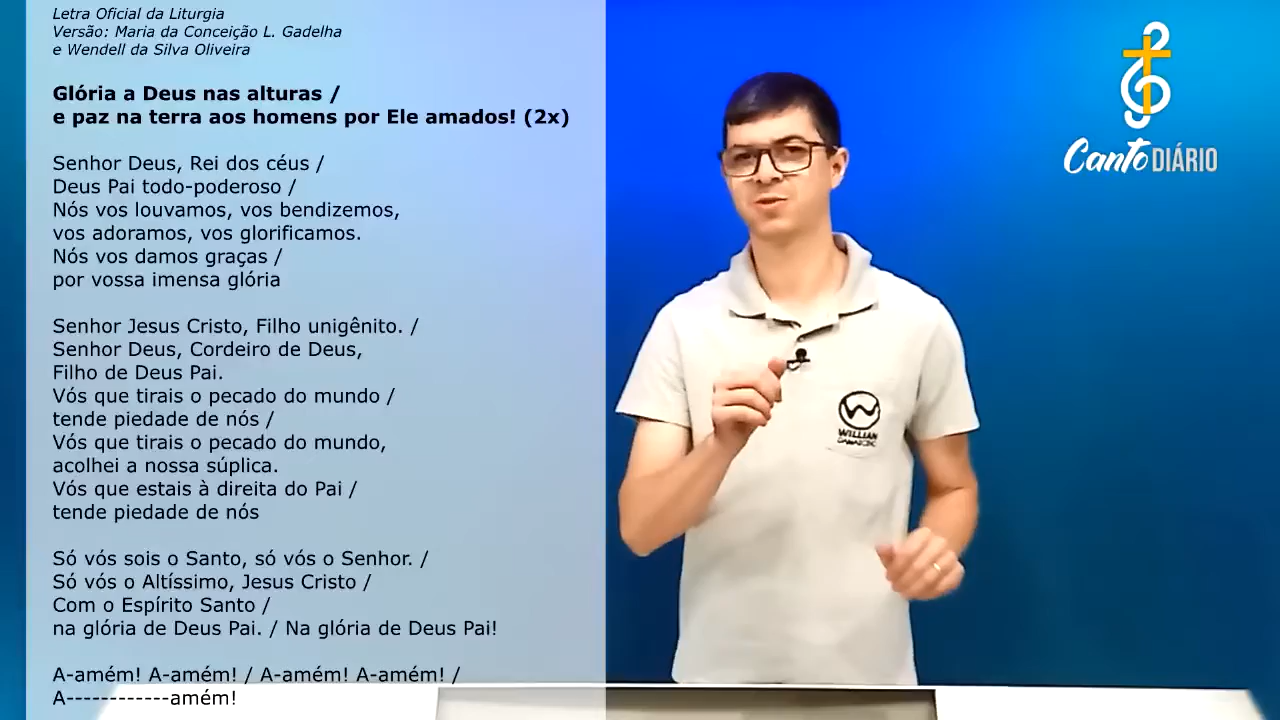 Letra Oficial da Liturgia
Versão: Maria da Conceição L. Gadelha
e Wendell da Silva Oliveira
Glória a Deus nas alturas /
e paz na terra aos homens por Ele amados! (2x)
Senhor Deus, Rei dos céus /
Deus Pai todo-poderoso /
Nós vos louvamos, vos bendizemos,
vos adoramos, vos glorificamos.
Nós vos damos graças /
por vossa imensa glória
Senhor Jesus Cristo, Filho unigênito. /
Senhor Deus, Cordeiro de Deus,
Filho de Deus Pai.
Vós que tirais o pecado do mundo /
tende piedade de nós /
Vós que tirais o pecado do mundo,
acolhei a nossa súplica.
Vós que estais à direita do Pai /
tende piedade de nós
Só vós sois o Santo, só vós o Senhor. /
Só vós o Altíssimo, Jesus Cristo /
Com o Espírito Santo /
na glória de Deus Pai. / Na glória de Deus Pai!
A-amém! A-amém! / A-amém! A-amém! /
A------------amém!
Canto DIÁRIO
WILLIAN